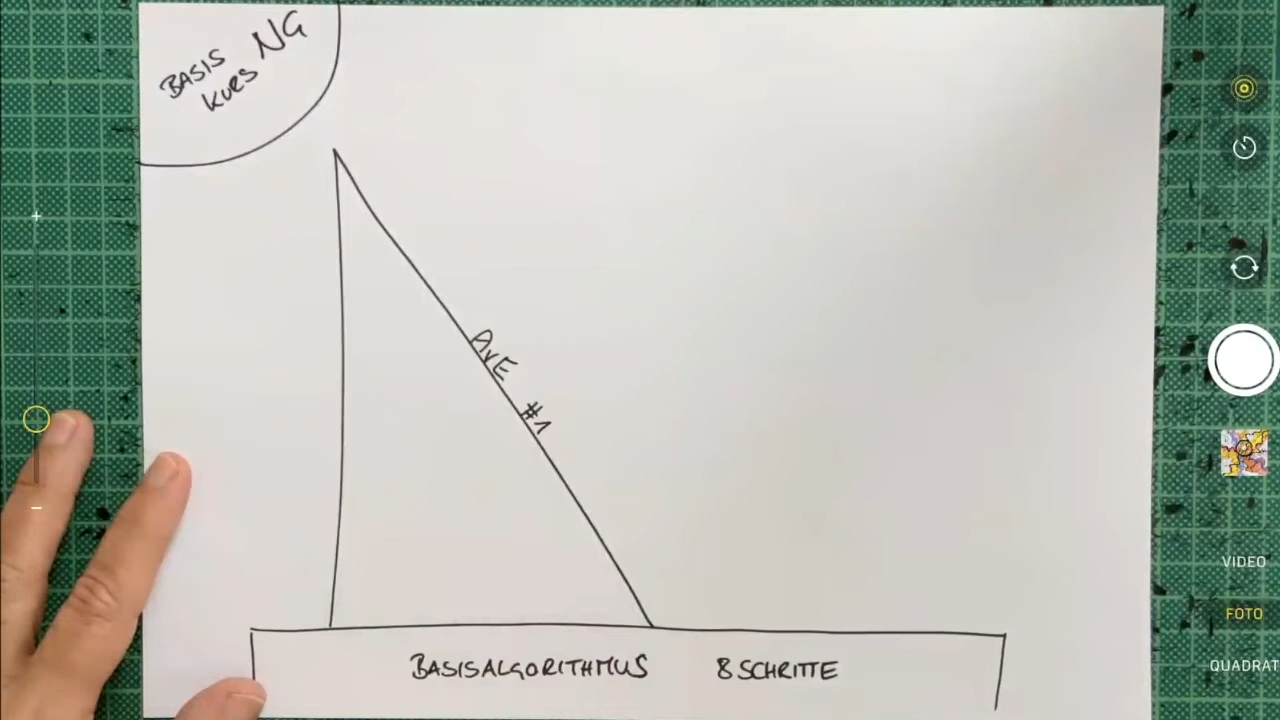 BASIS
KURS NG
AVE #1
BASISALGORITHMUS 8 SCHRITTE
VIDEO
FOTO
QUADRAT